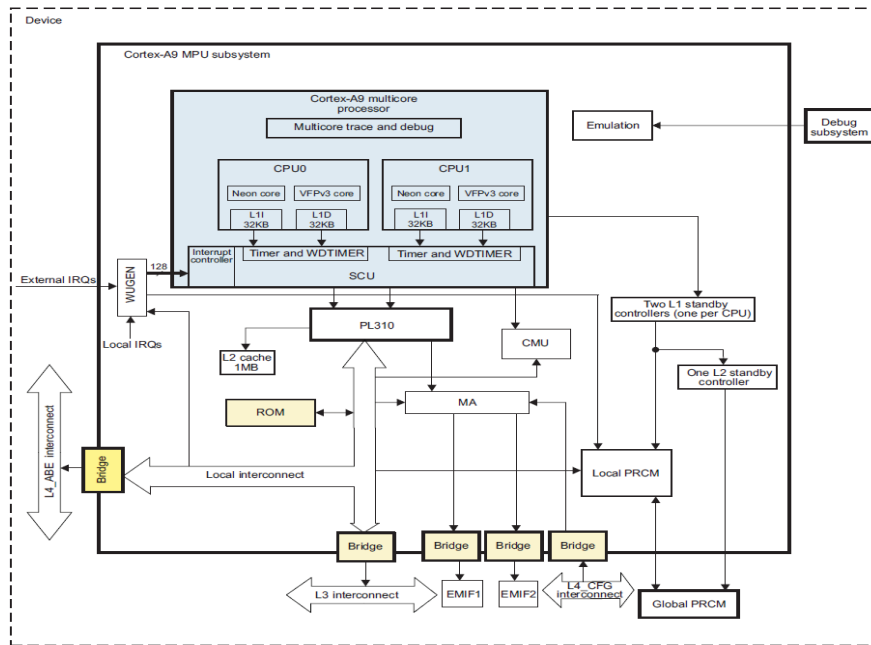 Device
Cortex-A9 MPU subsystem
Cortex-A9 multicore
processor
Multicore trace and debug
Emulation
Debug
subsystem
CPU0
CPU1
Neon core
VFPv3 core
Neon core
VFPv3 core
L1I
32KB
L1D
32KB
L1I
32KB
L1D
32KB
Interrupt
controller
Timer and WDTIMER
Timer and WDTIMER
SCU
128
External IRQs
WUGEN
Local IRQs
Two L1 standby
controllers (one per CPU)
PL310
CMU
L2 cache
1MB
One L2 standby
controller
MA
ROM
L4_ABE interconnect
Bridge
Local interconnect
Local PRCM
Bridge
Bridge
Bridge
Bridge
L3 interconnect
EMIF1
EMIF2
L4_CFG
interconnect
Global PRCM